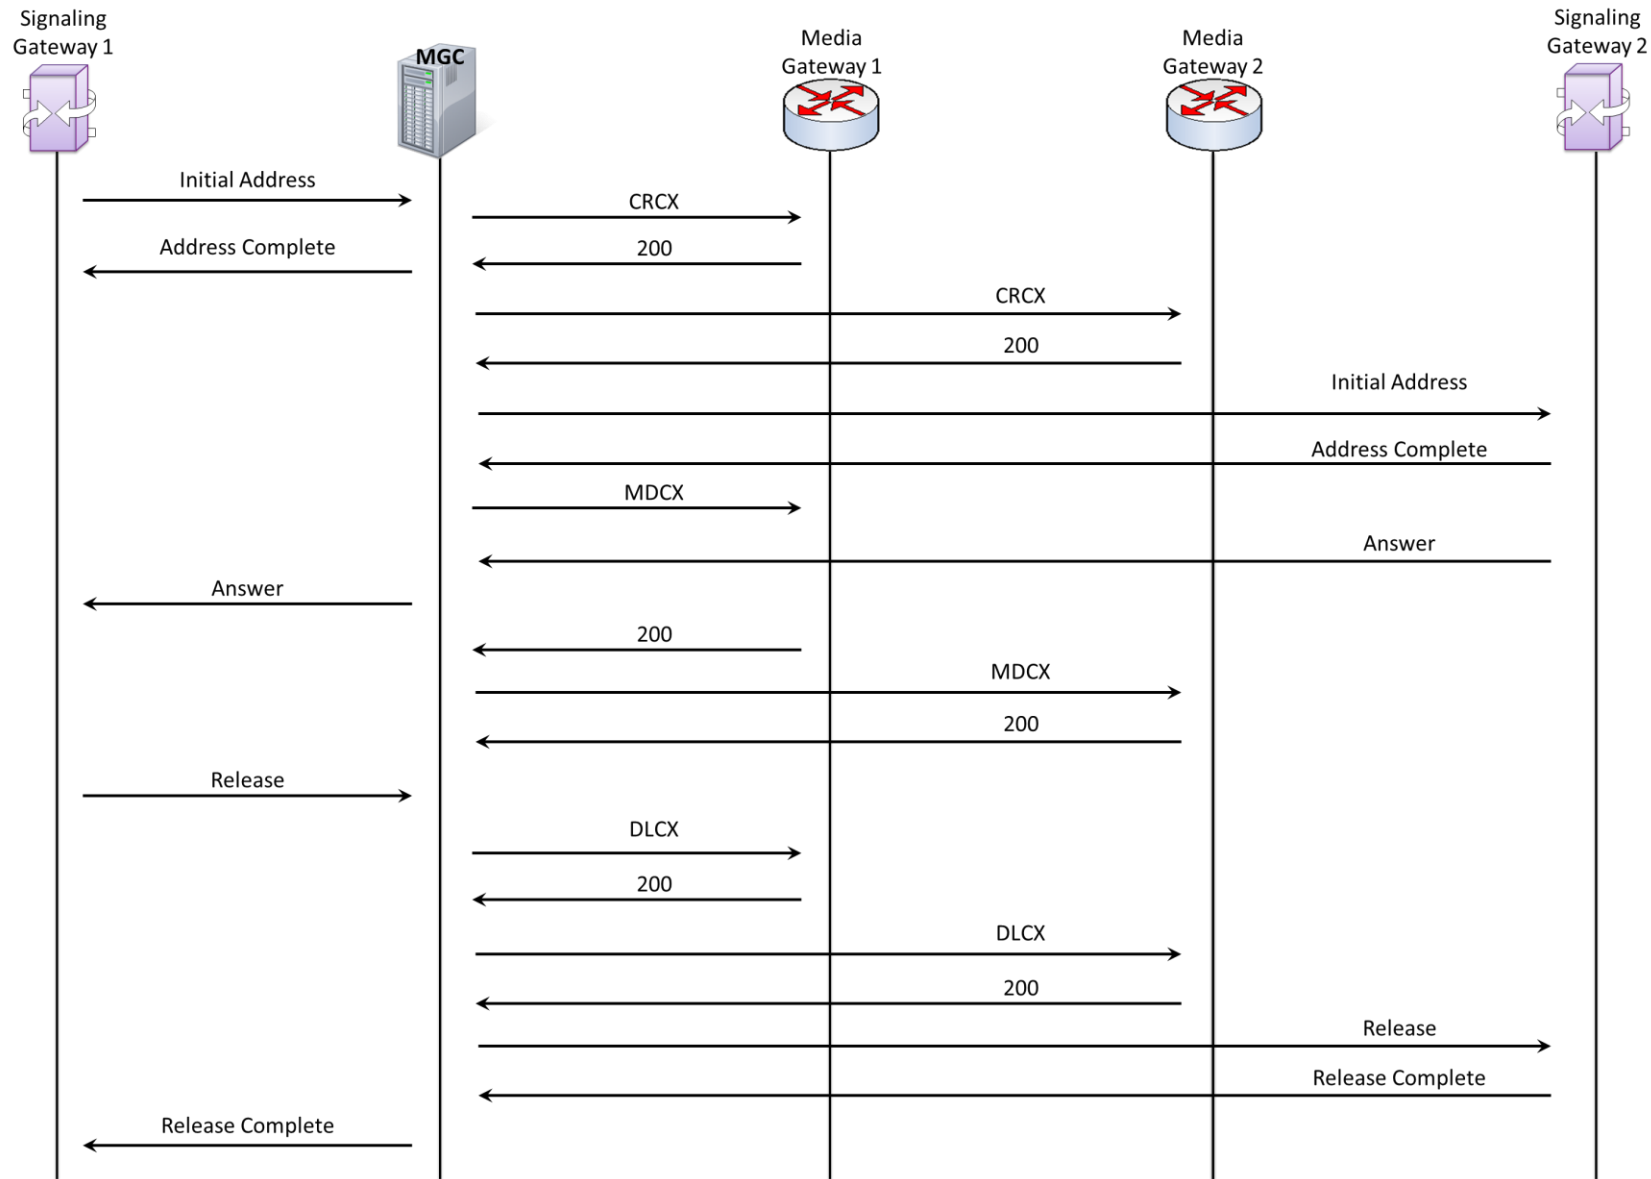 Signaling
Gateway 1
MGC
Media
Gateway 1
Media
Gateway 2
Signaling
Gateway 2
Initial Address
CRCX
Address Complete
200
CRCX
200
Initial Address
Address Complete
MDCX
Answer
Answer
200
MDCX
200
Release
DLCX
200
DLCX
200
Release
Release Complete
Release Complete